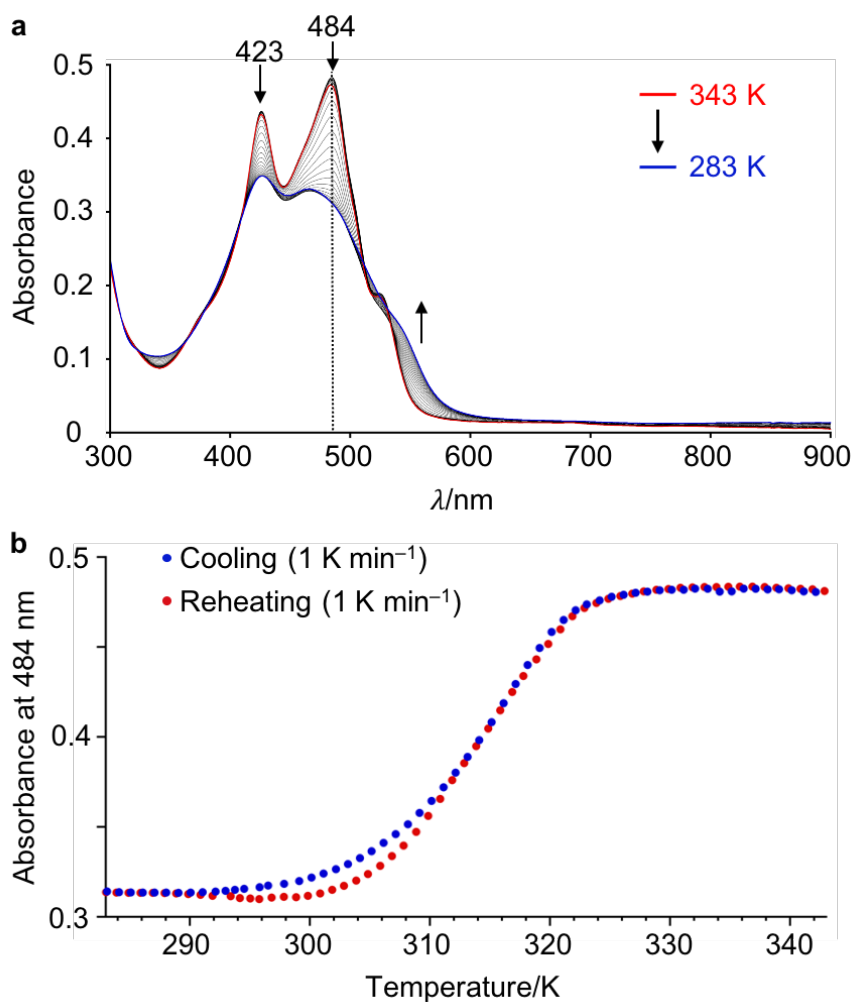 a
423
484
0.5
0.4
0.3
0.2
0.1
0
Absorbance
343 K
283 K
300
400
500
600
700
800
900
λ/nm
b
Cooling (1 K min⁻¹)
Reheating (1 K min⁻¹)
0.5
0.4
0.3
Absorbance at 484 nm
290
300
310
320
330
340
Temperature/K